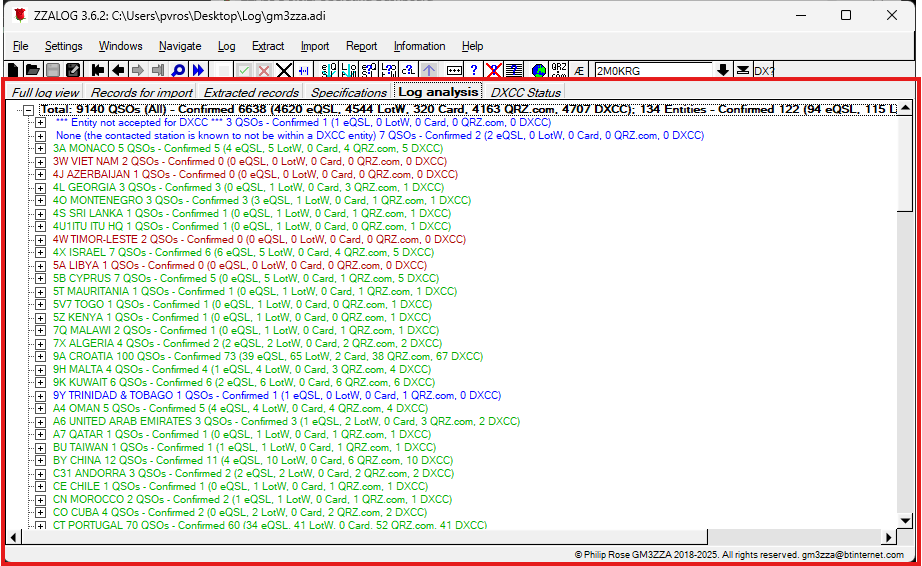 ZZALOG 3.6.2: C:\Users\pvros\Desktop\Log\gm3zza.adi
File Settings Windows Navigate Log Extract Import Report Information Help
2M0KRG DX?
Full log view Records for import Extracted records Specifications Log analysis DXCC Status
Total: 9140 QSOs (All) - Confirmed 6638 (4620 eQSL, 4544 LotW, 320 Card, 4163 QRZ.com, 4707 DXCC); 134 Entities - Confirmed 122 (94 eQSL, 115 L
*** Entity not accepted for DXCC *** 3 QSOs - Confirmed 1 (1 eQSL, 0 LotW, 0 Card, 0 QRZ.com, 0 DXCC)
None (the contacted station is known to not be within a DXCC entity) 7 QSOs - Confirmed 2 (2 eQSL, 0 LotW, 0 Card, 0 QRZ.com, 0 DXCC)
3A MONACO 5 QSOs - Confirmed 5 (4 eQSL, 5 LotW, 0 Card, 4 QRZ.com, 5 DXCC)
3W VIET NAM 2 QSOs - Confirmed 0 (0 eQSL, 0 LotW, 0 Card, 0 QRZ.com, 0 DXCC)
4J AZERBAIJAN 1 QSOs - Confirmed 0 (0 eQSL, 0 LotW, 0 Card, 0 QRZ.com, 0 DXCC)
4L GEORGIA 3 QSOs - Confirmed 3 (0 eQSL, 1 LotW, 0 Card, 3 QRZ.com, 1 DXCC)
4O MONTENEGRO 3 QSOs - Confirmed 3 (3 eQSL, 1 LotW, 0 Card, 1 QRZ.com, 1 DXCC)
4S SRI LANKA 1 QSOs - Confirmed 1 (0 eQSL, 1 LotW, 0 Card, 1 QRZ.com, 1 DXCC)
4U1ITU ITU HQ 1 QSOs - Confirmed 1 (0 eQSL, 1 LotW, 0 Card, 0 QRZ.com, 1 DXCC)
4W TIMOR-LESTE 2 QSOs - Confirmed 0 (0 eQSL, 0 LotW, 0 Card, 0 QRZ.com, 0 DXCC)
4X ISRAEL 7 QSOs - Confirmed 6 (6 eQSL, 5 LotW, 0 Card, 4 QRZ.com, 5 DXCC)
5A LIBYA 1 QSOs - Confirmed 0 (0 eQSL, 0 LotW, 0 Card, 0 QRZ.com, 0 DXCC)
5B CYPRUS 7 QSOs - Confirmed 5 (0 eQSL, 5 LotW, 0 Card, 1 QRZ.com, 5 DXCC)
5T MAURITANIA 1 QSOs - Confirmed 1 (0 eQSL, 1 LotW, 0 Card, 1 QRZ.com, 1 DXCC)
5V7 TOGO 1 QSOs - Confirmed 1 (0 eQSL, 1 LotW, 0 Card, 0 QRZ.com, 1 DXCC)
5Z KENYA 1 QSOs - Confirmed 1 (0 eQSL, 1 LotW, 0 Card, 0 QRZ.com, 1 DXCC)
7Q MALAWI 2 QSOs - Confirmed 1 (0 eQSL, 1 LotW, 0 Card, 0 QRZ.com, 1 DXCC)
7X ALGERIA 4 QSOs - Confirmed 2 (2 eQSL, 2 LotW, 0 Card, 2 QRZ.com, 2 DXCC)
9A CROATIA 100 QSOs - Confirmed 73 (39 eQSL, 65 LotW, 2 Card, 38 QRZ.com, 67 DXCC)
9H MALTA 4 QSOs - Confirmed 4 (1 eQSL, 4 LotW, 0 Card, 3 QRZ.com, 4 DXCC)
9K KUWAIT 6 QSOs - Confirmed 6 (2 eQSL, 6 LotW, 0 Card, 6 QRZ.com, 6 DXCC)
9Y TRINIDAD & TOBAGO 1 QSOs - Confirmed 1 (1 eQSL, 0 LotW, 0 Card, 1 QRZ.com, 0 DXCC)
A4 OMAN 5 QSOs - Confirmed 5 (4 eQSL, 4 LotW, 0 Card, 4 QRZ.com, 4 DXCC)
A6 UNITED ARAB EMIRATES 3 QSOs - Confirmed 3 (1 eQSL, 2 LotW, 0 Card, 3 QRZ.com, 2 DXCC)
A7 QATAR 1 QSOs - Confirmed 1 (0 eQSL, 1 LotW, 0 Card, 1 QRZ.com, 1 DXCC)
BU TAIWAN 1 QSOs - Confirmed 1 (1 eQSL, 1 LotW, 0 Card, 1 QRZ.com, 1 DXCC)
BY CHINA 12 QSOs - Confirmed 11 (4 eQSL, 10 LotW, 0 Card, 6 QRZ.com, 10 DXCC)
C31 ANDORRA 3 QSOs - Confirmed 2 (2 eQSL, 2 LotW, 0 Card, 2 QRZ.com, 2 DXCC)
CE CHILE 1 QSOs - Confirmed 1 (0 eQSL, 1 LotW, 0 Card, 1 QRZ.com, 1 DXCC)
CN MOROCCO 2 QSOs - Confirmed 2 (1 eQSL, 1 LotW, 0 Card, 1 QRZ.com, 1 DXCC)
CO CUBA 4 QSOs - Confirmed 2 (0 eQSL, 2 LotW, 0 Card, 1 QRZ.com, 2 DXCC)
CT PORTUGAL 70 QSOs - Confirmed 60 (34 eQSL, 41 LotW, 0 Card, 52 QRZ.com, 41 DXCC)
© Philip Rose GM3ZZA 2018-2025. All rights reserved. gm3zza@btinternet.com